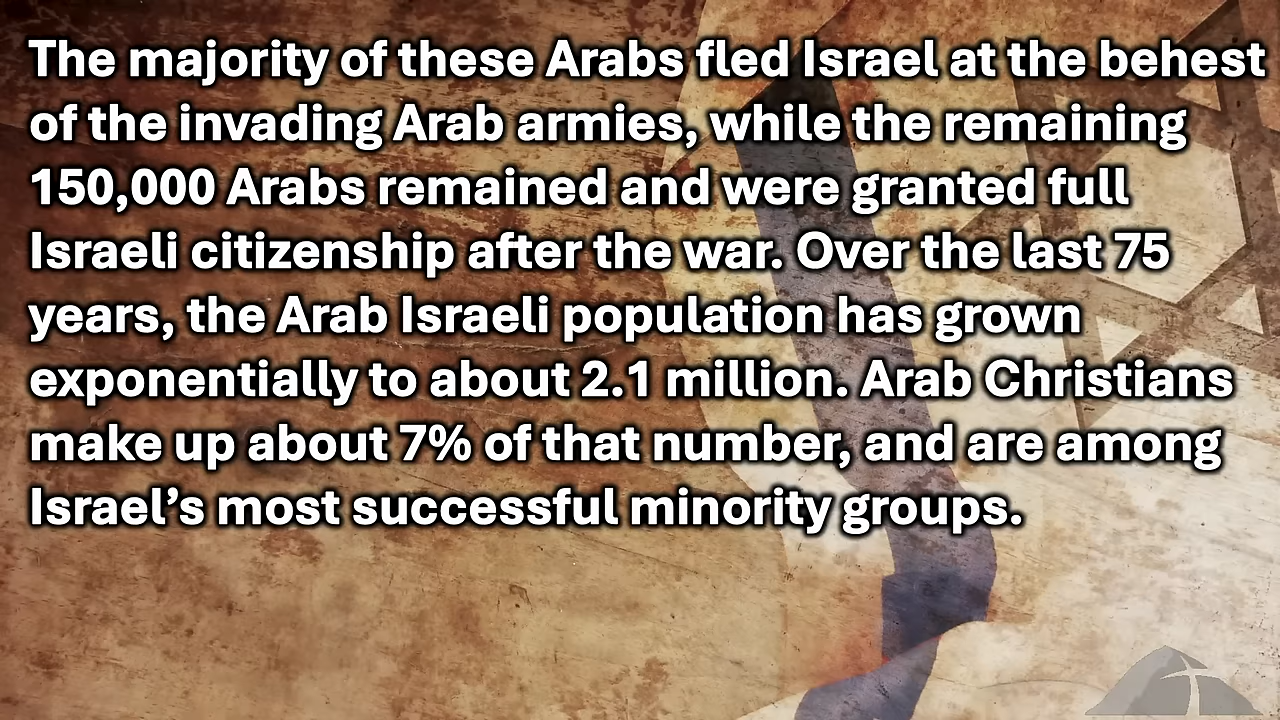 The majority of these Arabs fled Israel at the behest
of the invading Arab armies, while the remaining
150,000 Arabs remained and were granted full
Israeli citizenship after the war. Over the last 75
years, the Arab Israeli population has grown
exponentially to about 2.1 million. Arab Christians
make up about 7% of that number, and are among
Israel’s most successful minority groups.